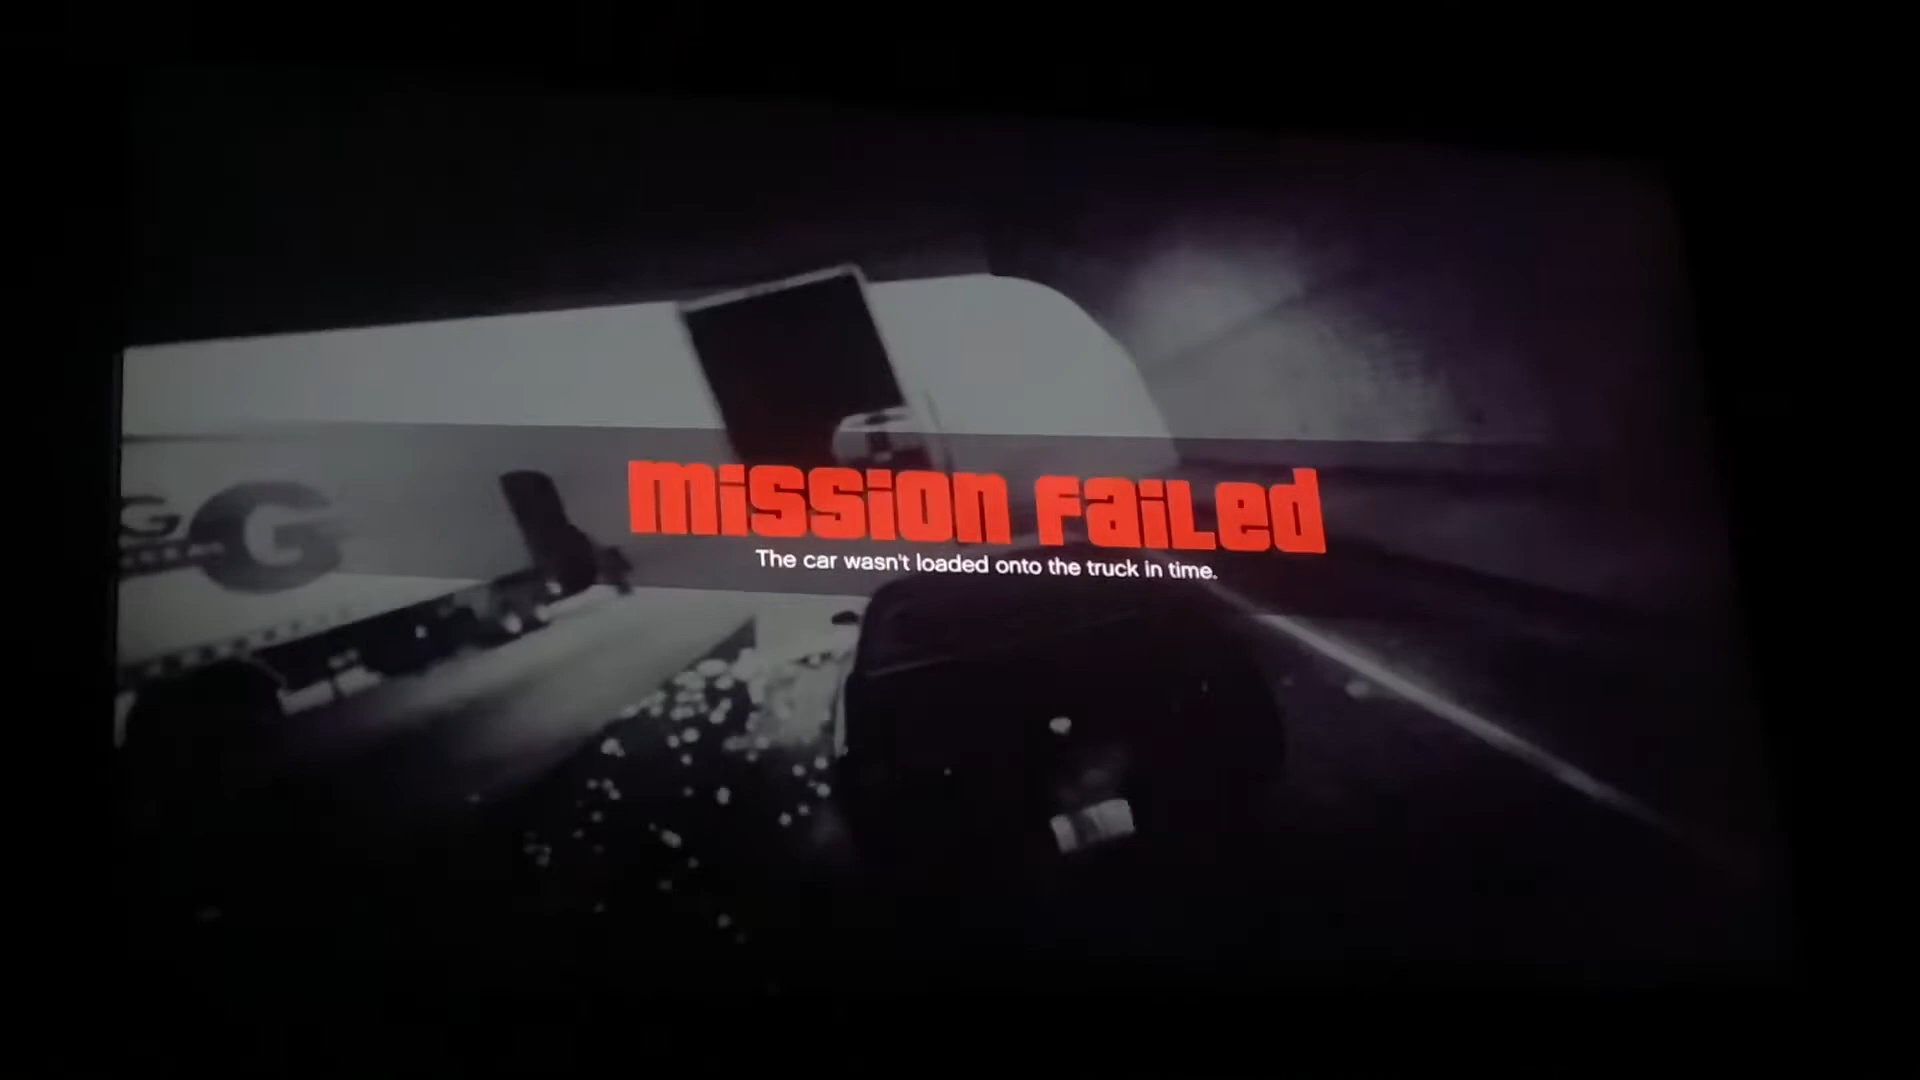 G G
mission failed
The car wasn't loaded onto the truck in time.